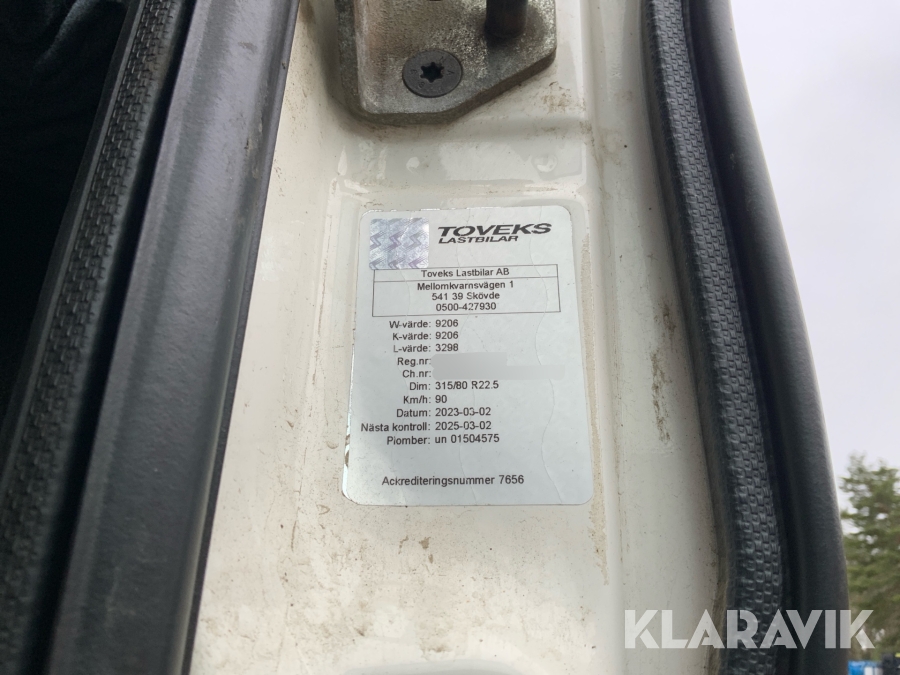 TOVEKS
LASTBILAR
Toveks Lastbilar AB
Mellomkvarnsvägen 1
541 39 Skövde
0500-427930
W-värde: 9206
K-värde: 9206
L-värde: 3298
Reg.nr:
Ch.nr:
Dim: 315/80 R22.5
Km/h: 90
Datum: 2023-03-02
Nästa kontroll: 2025-03-02
Plomber: un 01504575
Ackrediteringsnummer 7656
KLARAVIK